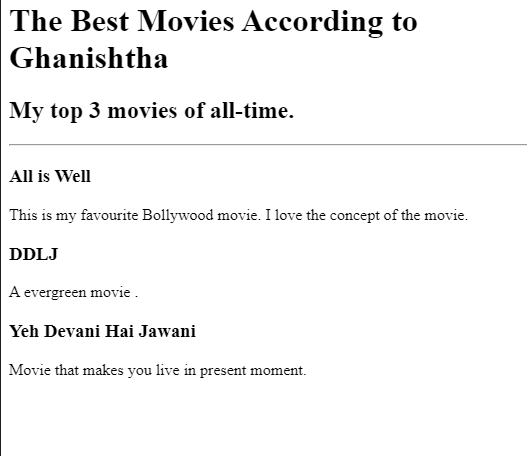 The Best Movies According to
Ghanishtha
My top 3 movies of all-time.
All is Well
This is my favourite Bollywood movie. I love the concept of the movie.
DDLJ
A evergreen movie .
Yeh Devani Hai Jawani
Movie that makes you live in present moment.